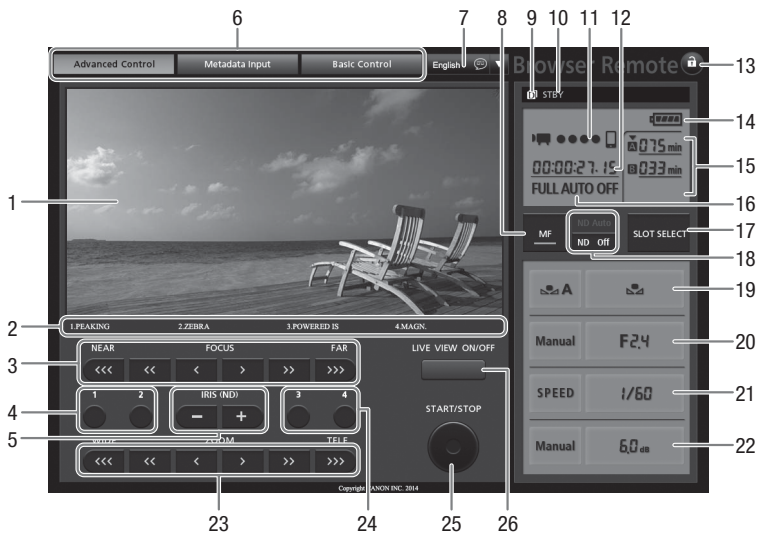 6 7 8 9 10 11 12
Advanced Control Metadata Input Basic Control English Browser Remote 13
STBY
14
075 min 15
00:00:27.15 B 033 min
FULL AUTO OFF 16
1
MF ND Auto SLOT SELECT 17
ND Off 18
A 19
2 1.PEAKING 2.ZEBRA 3.POWERED IS 4.MAGN.
NEAR FOCUS FAR LIVE VIEW ON/OFF
3 <<< << < > >> >>> Manual F2.4 20
1 2 IRIS (ND) 3 4
4 − + SPEED 1/60 21
5 START/STOP
WIDE ZOOM TELE
<<< << < > >> >>> Manual 6.0 dB 22
Copyright CANON INC. 2014
23 24 25 26